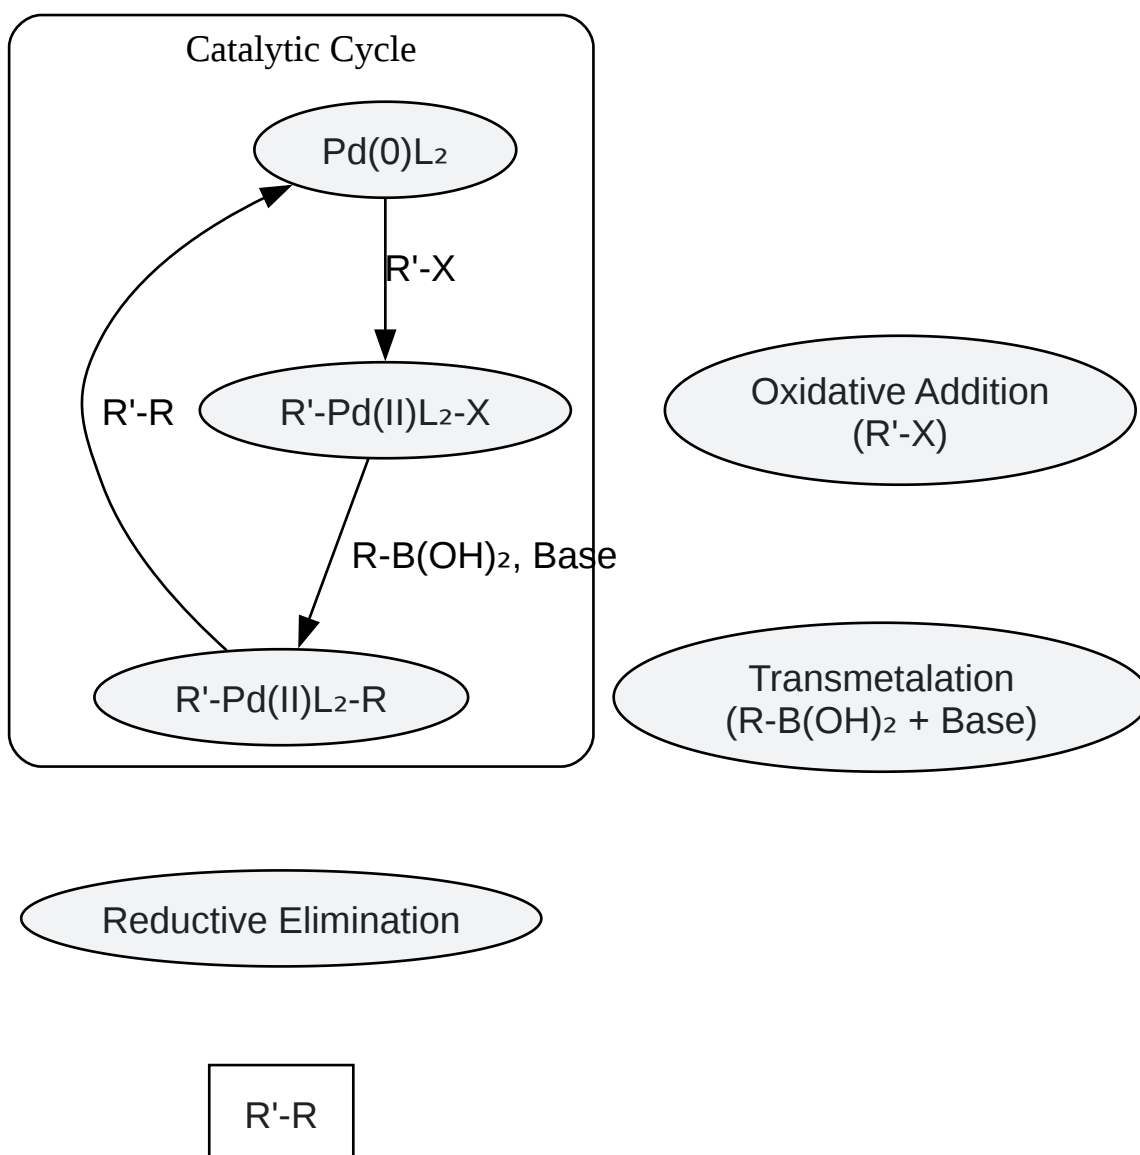 Catalytic Cycle
Pd(0)L₂
R'-X
R'-Pd(II)L₂-X
R'-R
Oxidative Addition
(R'-X)
R-B(OH)₂, Base
R'-Pd(II)L₂-R
Transmetalation
(R-B(OH)₂ + Base)
Reductive Elimination
R'-R